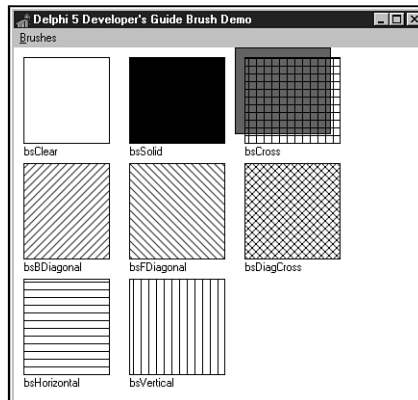 Delphi 5 Developer's Guide Brush Demo
Brushes
bsClear
bsSolid
bsCross
bsBDiagonal
bsFDiagonal
bsDiagCross
bsHorizontal
bsVertical